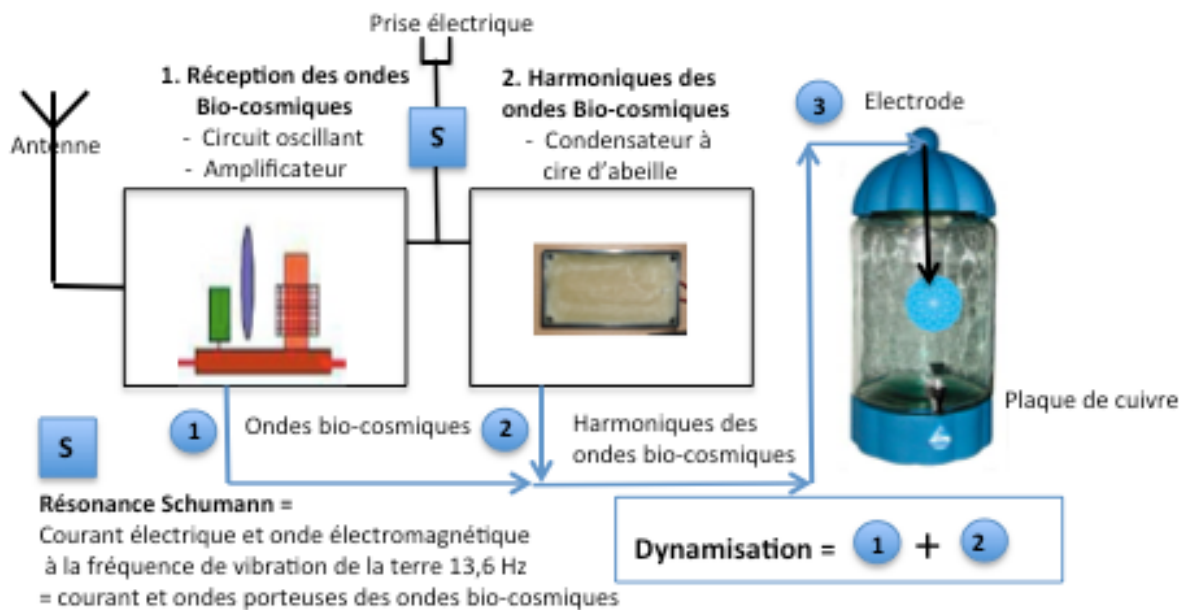 Prise électrique
1. Réception des ondes
Bio-cosmiques
- Circuit oscillant
- Amplificateur
Antenne
S
2. Harmoniques des
ondes Bio-cosmiques
- Condensateur à
cire d'abeille
3
Electrode
Plaque de cuivre
1
Ondes bio-cosmiques
2
Harmoniques des
ondes bio-cosmiques
S
Résonance Schumann =
Courant électrique et onde électromagnétique
à la fréquence de vibration de la terre 13,6 Hz
= courant et ondes porteuses des ondes bio-cosmiques
Dynamisation = 1 + 2